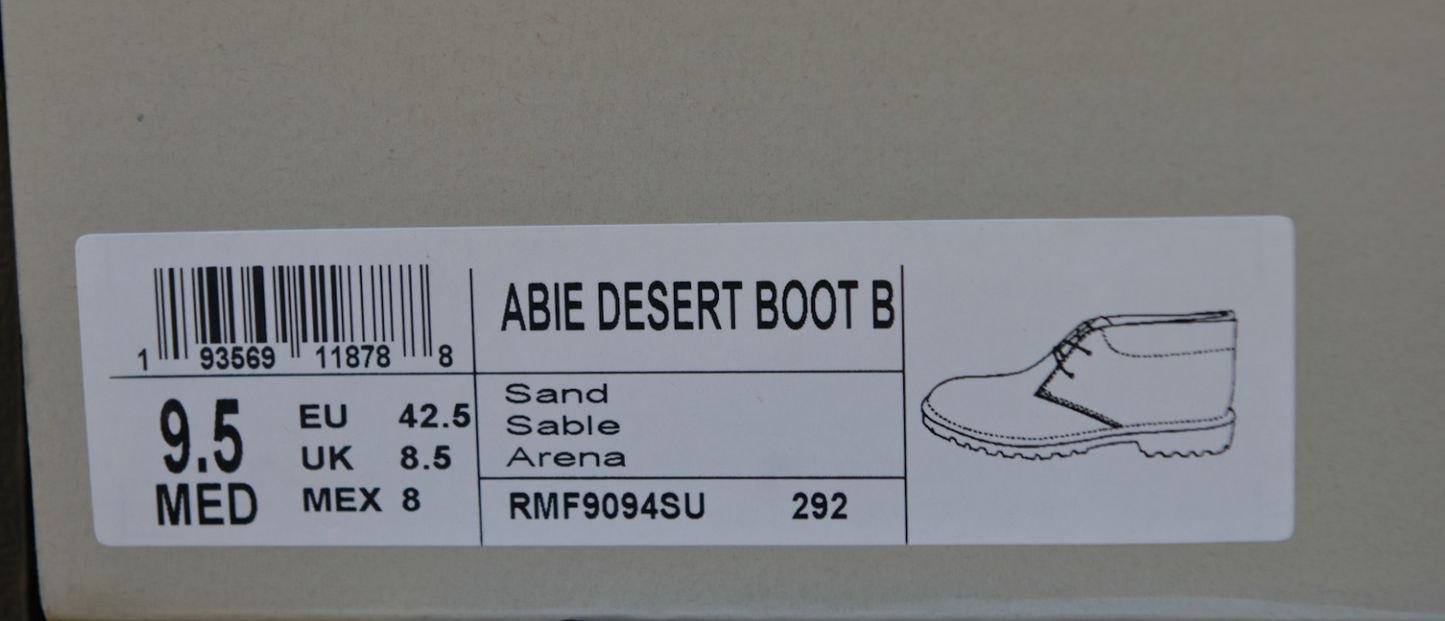 1 93569 11878 8
9.5
MED
EU 42.5
UK 8.5
MEX 8
ABIE DESERT BOOT B
Sand
Sable
Arena
RMF9094SU 292